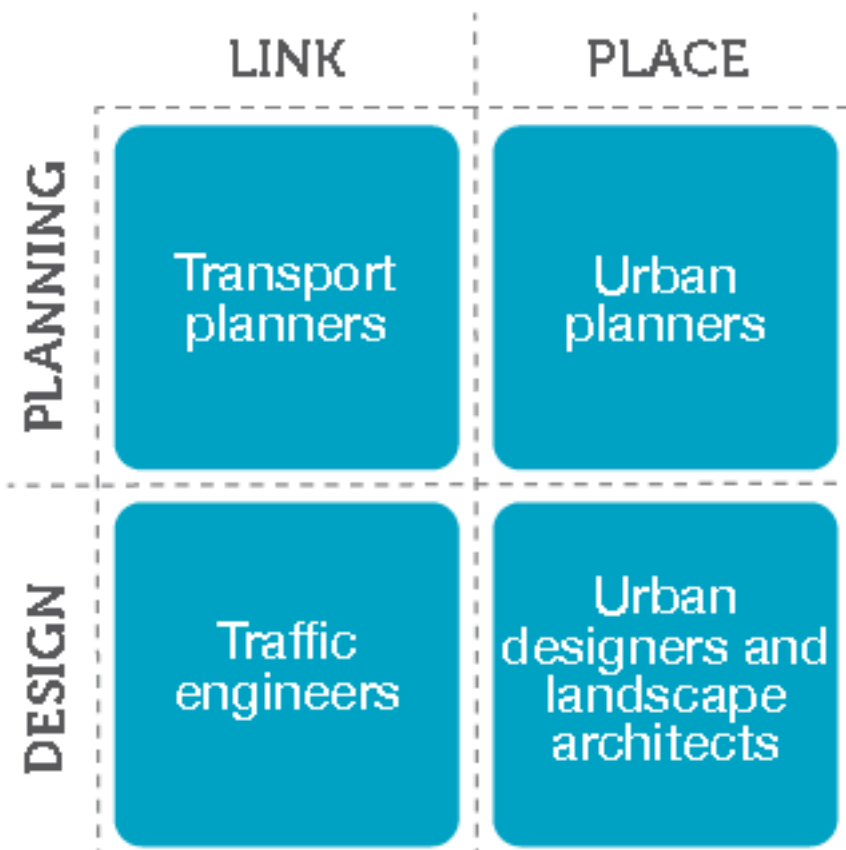 LINK
PLACE
PLANNING
Transport
planners
Urban
planners
DESIGN
Traffic
engineers
Urban
designers and
landscape
architects